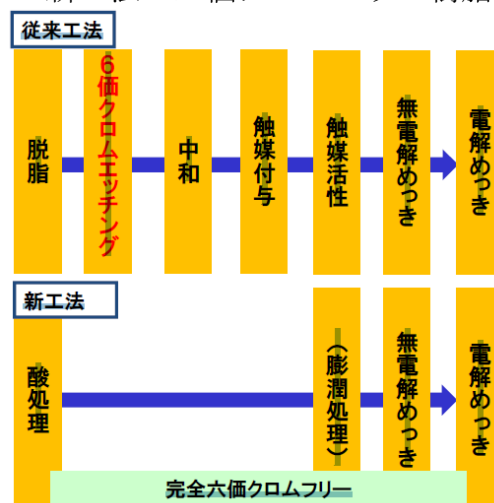 従来工法
脱脂
6価クロムエッチング
中和
触媒付与
触媒活性
無電解めっき
電解めっき
新工法
酸処理
（膨潤処理）
無電解めっき
電解めっき
完全六価クロムフリー